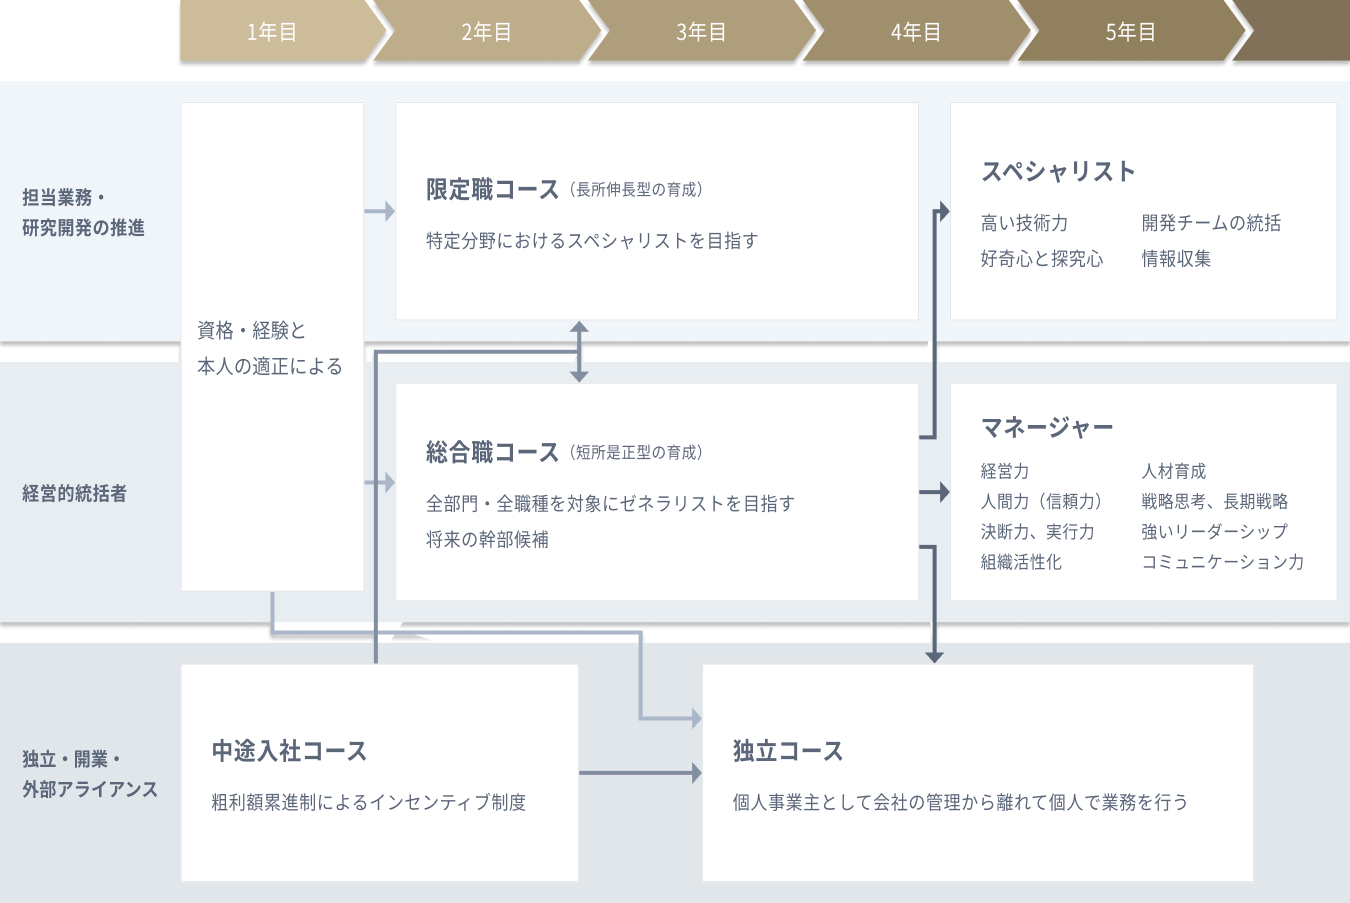 1年目
2年目
3年目
4年目
5年目
担当業務・
研究開発の推進
資格・経験と
本人の適正による
限定職コース（長所伸長型の育成）
特定分野におけるスペシャリストを目指す
スペシャリスト
高い技術力
開発チームの統括
好奇心と探究心
情報収集
経営的統括者
総合職コース（短所是正型の育成）
全部門・全職種を対象にゼネラリストを目指す
将来の幹部候補
マネージャー
経営力
人材育成
人間力（信頼力）
戦略思考、長期戦略
決断力、実行力
強いリーダーシップ
組織活性化
コミュニケーション力
独立・開業・
外部アライアンス
中途入社コース
粗利額累進制によるインセンティブ制度
独立コース
個人事業主として会社の管理から離れて個人で業務を行う